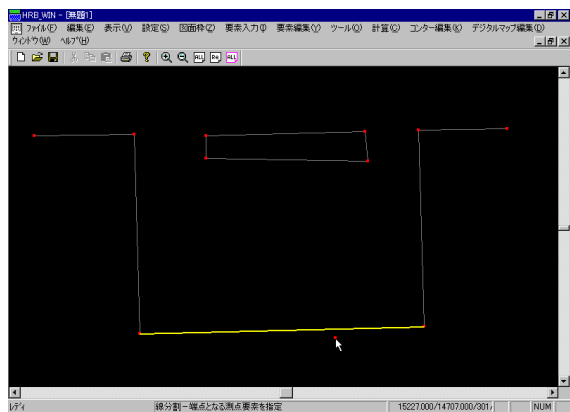 HRB_WIN - [無題1]
ファイル(F) 編集(E) 表示(V) 設定(S) 図面枠(Z) 要素入力(I) 要素編集(Y) ツール(O) 計算(C) コンター編集(K) デジタルマップ編集(D)
ウィンドウ(W) ヘルプ(H)
ALL RH ALL
ﾚﾃﾞｨ 線分割－端点となる測点要素を指定 15227.000/14707.000/301/ NUM